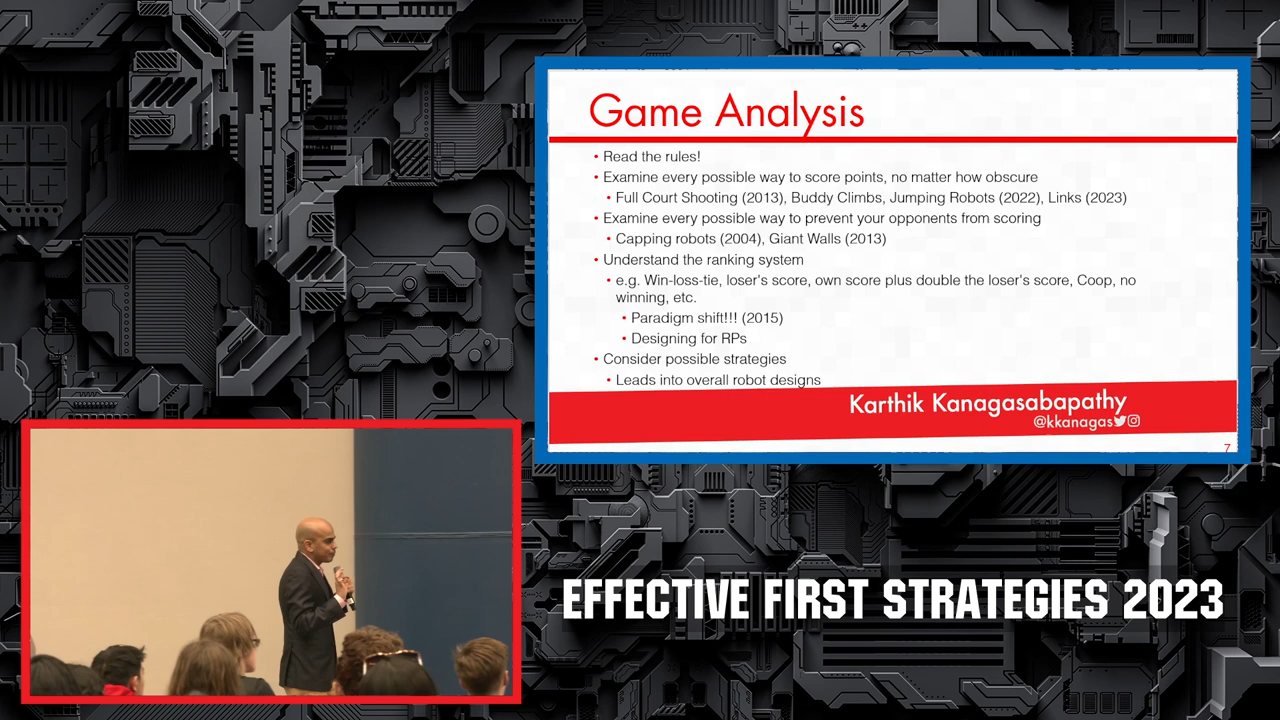 Game Analysis
• Read the rules!
• Examine every possible way to score points, no matter how obscure
• Full Court Shooting (2013), Buddy Climbs, Jumping Robots (2022), Links (2023)
• Examine every possible way to prevent your opponents from scoring
• Capping robots (2004), Giant Walls (2013)
• Understand the ranking system
• e.g. Win-loss-tie, loser's score, own score plus double the loser's score, Coop, no
winning, etc.
• Paradigm shift!!! (2015)
• Designing for RPs
• Consider possible strategies
• Leads into overall robot designs
Karthik Kanagasabapathy
@kkanagas
7
EFFECTIVE FIRST STRATEGIES 2023